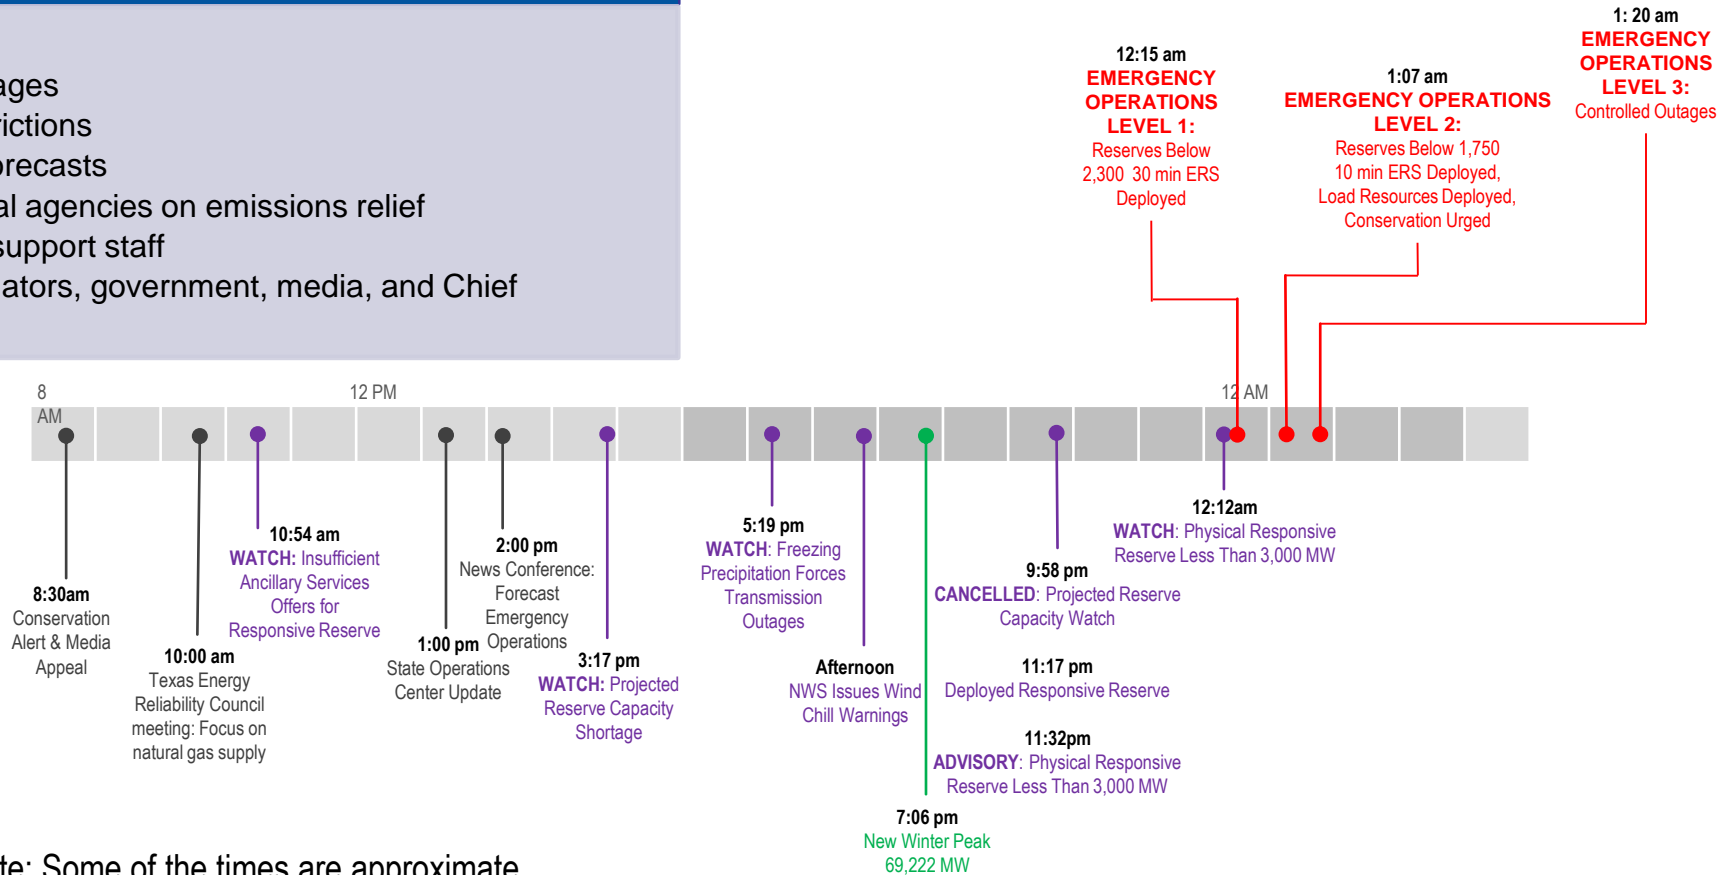 ages
rictions
orecasts
al agencies on emissions relief
support staff
ators, government, media, and Chief
12:15 am
EMERGENCY
OPERATIONS
LEVEL 1:
Reserves Below
2,300 30 min ERS
Deployed
1:07 am
EMERGENCY OPERATIONS
LEVEL 2:
Reserves Below 1,750
10 min ERS Deployed,
Load Resources Deployed,
Conservation Urged
1: 20 am
EMERGENCY
OPERATIONS
LEVEL 3:
Controlled Outages
8
AM
12 PM
12 AM
8:30am
Conservation
Alert & Media
Appeal
10:00 am
Texas Energy
Reliability Council
meeting: Focus on
natural gas supply
10:54 am
WATCH: Insufficient
Ancillary Services
Offers for
Responsive Reserve
1:00 pm
State Operations
Center Update
2:00 pm
News Conference:
Forecast
Emergency
Operations
3:17 pm
WATCH: Projected
Reserve Capacity
Shortage
5:19 pm
WATCH: Freezing
Precipitation Forces
Transmission
Outages
Afternoon
NWS Issues Wind
Chill Warnings
7:06 pm
New Winter Peak
69,222 MW
9:58 pm
CANCELLED: Projected Reserve
Capacity Watch
11:17 pm
Deployed Responsive Reserve
11:32pm
ADVISORY: Physical Responsive
Reserve Less Than 3,000 MW
12:12am
WATCH: Physical Responsive
Reserve Less Than 3,000 MW
te: Some of the times are approximate